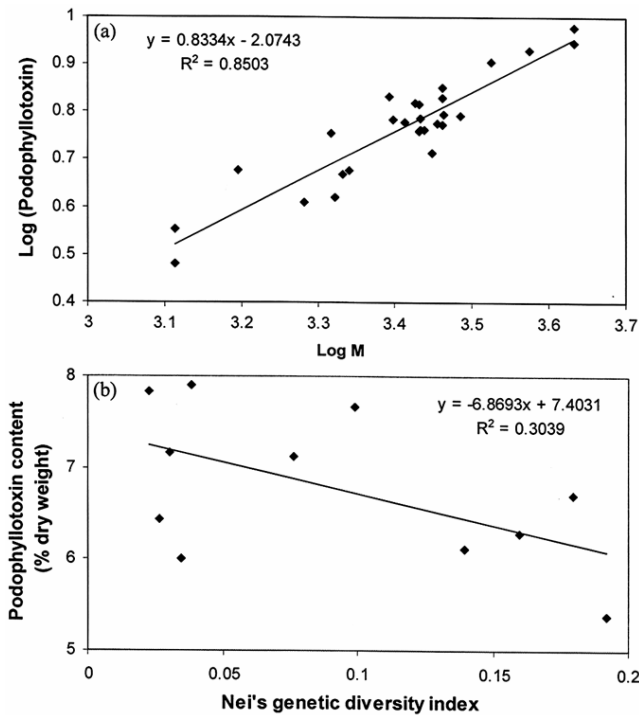 (a)
y = 0.8334x - 2.0743
R² = 0.8503
Log (Podophyllotoxin)
1
0.9
0.8
0.7
0.6
0.5
0.4
3
3.1
3.2
3.3
3.4
3.5
3.6
3.7
Log M
(b)
y = -6.8693x + 7.4031
R² = 0.3039
Podophyllotoxin content
(% dry weight)
8
7
6
5
0
0.05
0.1
0.15
0.2
Nei's genetic diversity index